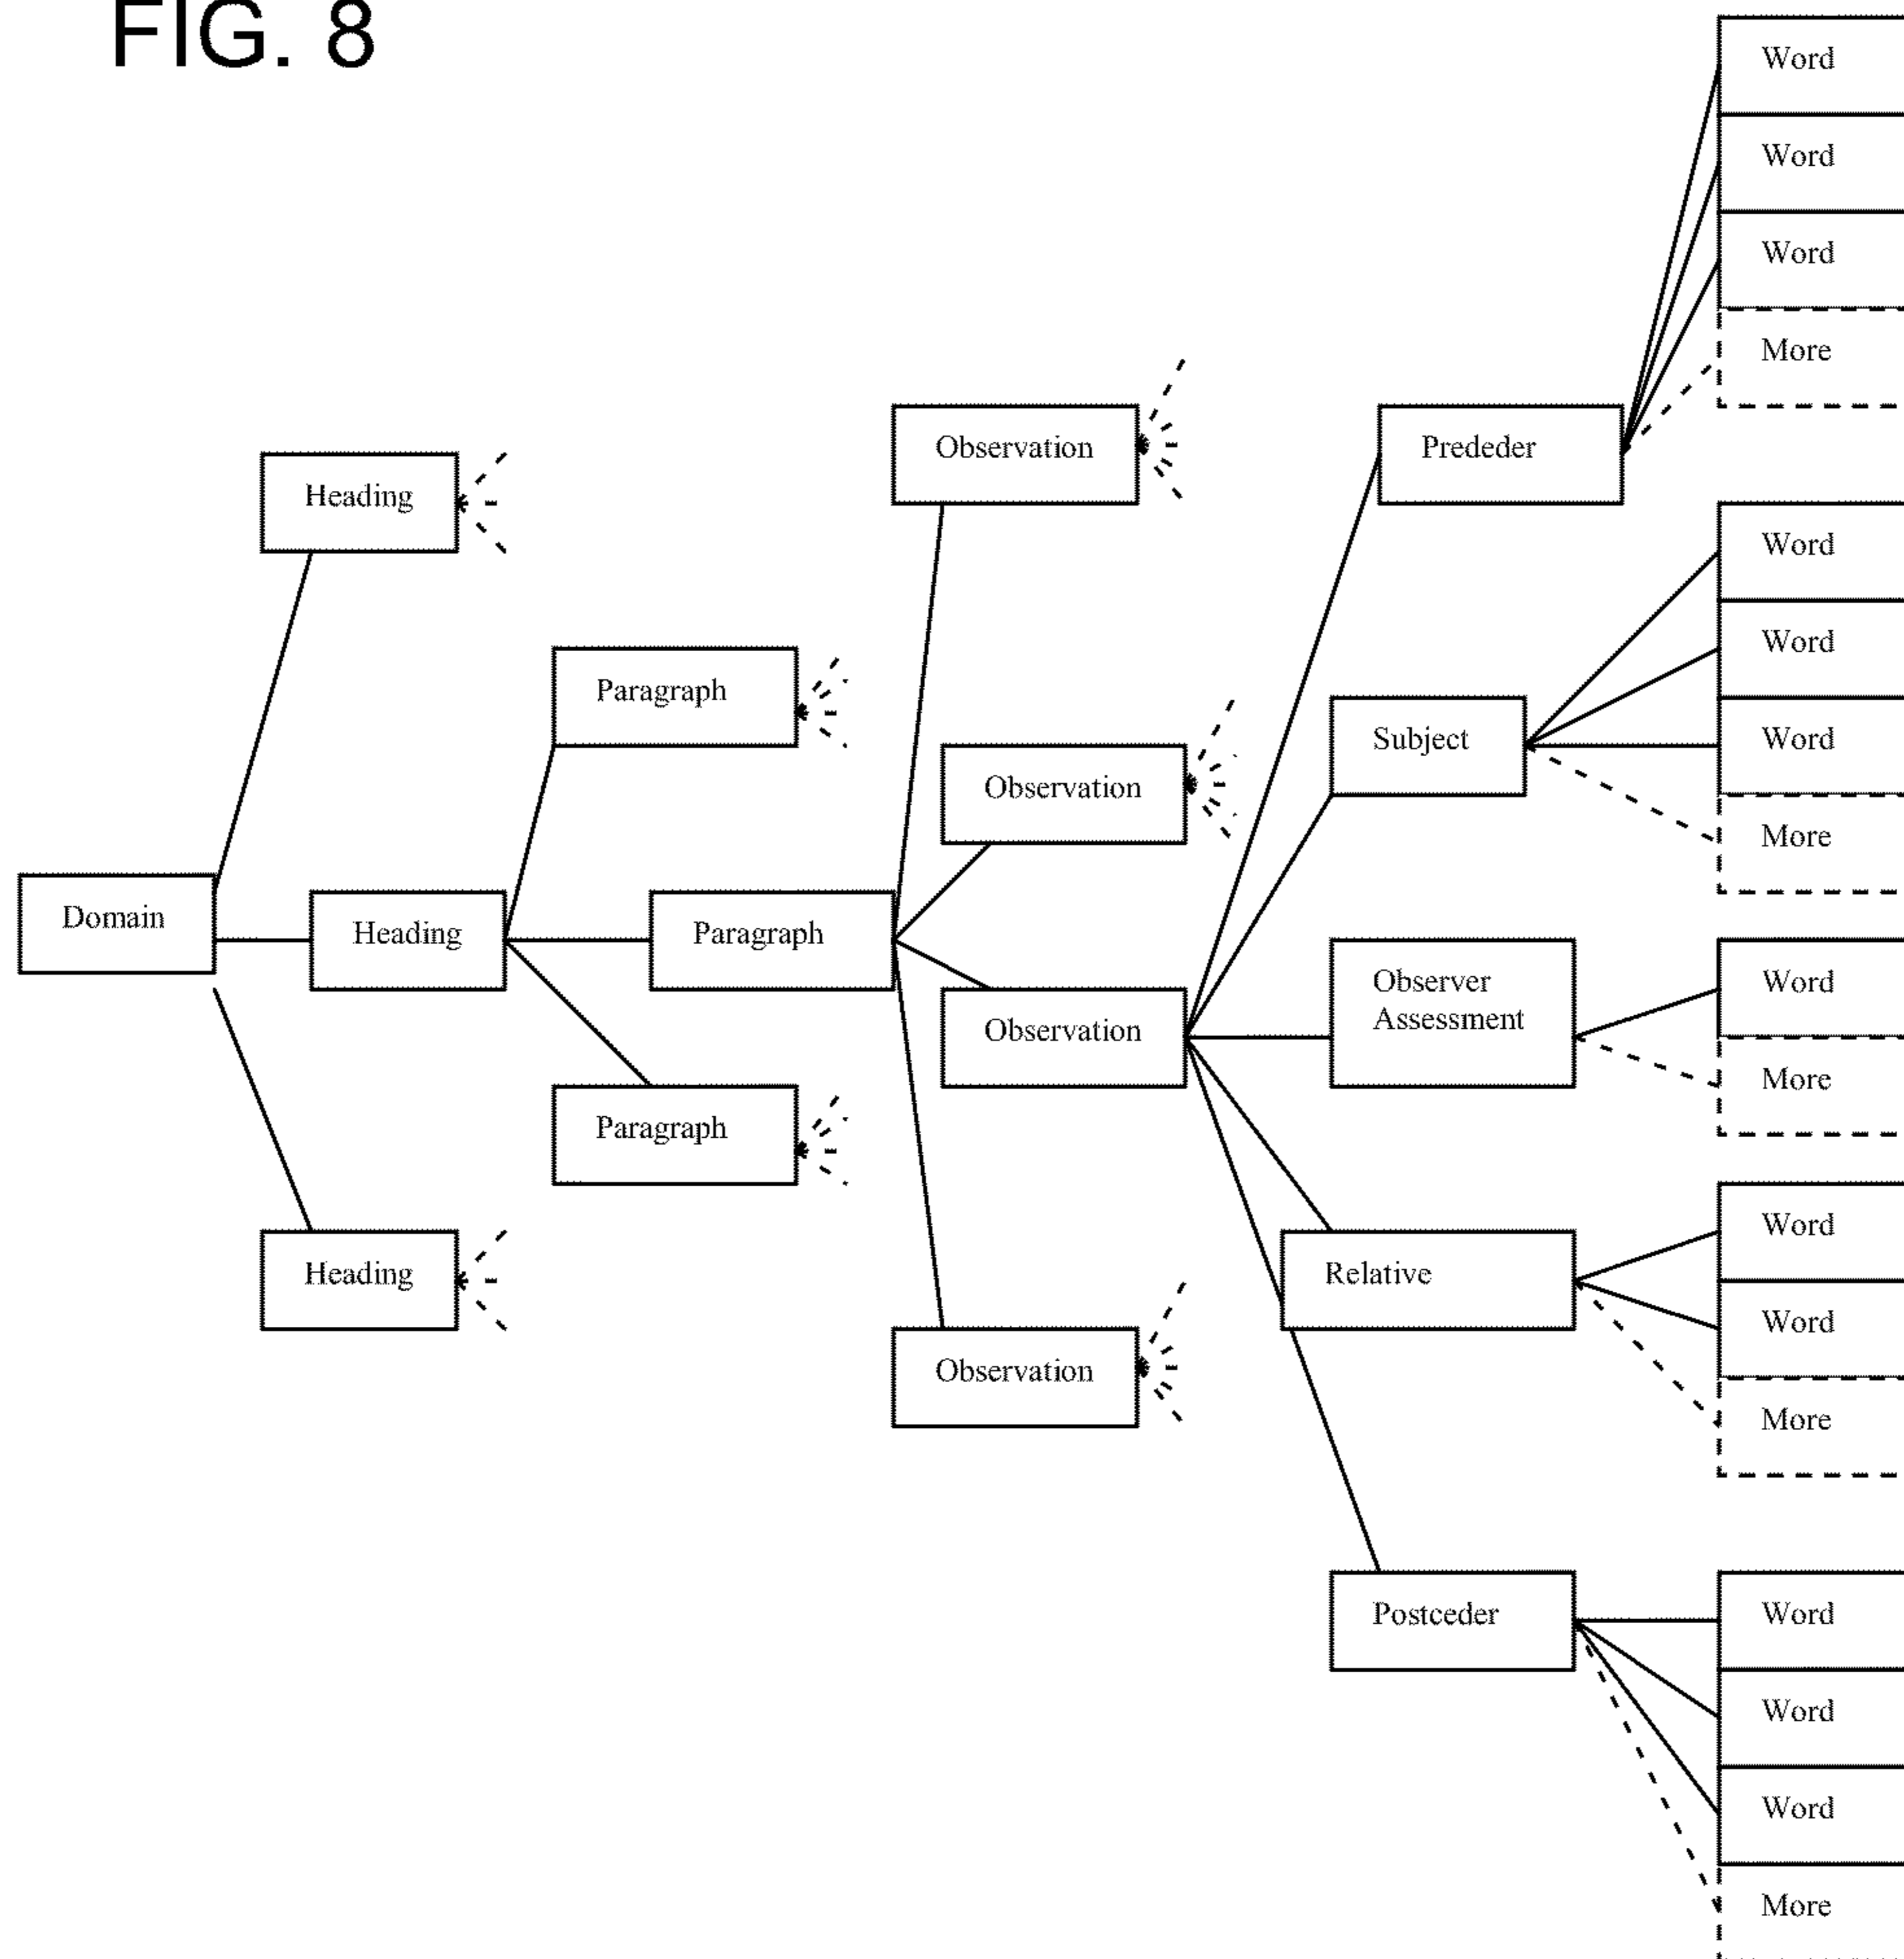 FIG. 8
Word
Word
Word
More
Observation
Prededer
Heading
Word
Word
Paragraph
Subject
Word
Observation
More
Domain
Heading
Paragraph
Observer
Assessment
Word
Observation
More
Paragraph
Word
Heading
Relative
Word
Observation
More
Postceder
Word
Word
Word
More